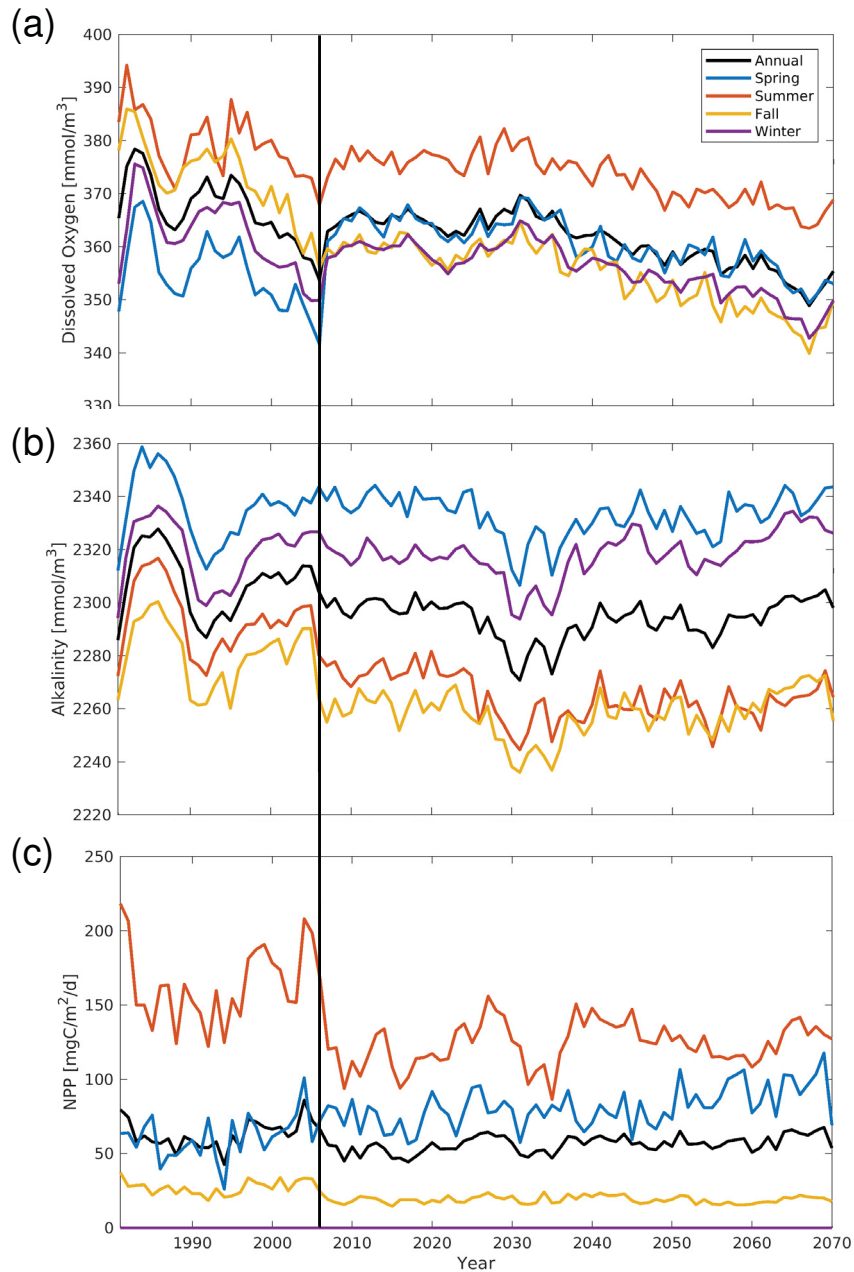 (a)
400
390
380
370
360
350
340
330
Dissolved Oxygen [mmol/m³]
Annual
Spring
Summer
Fall
Winter
(b)
2360
2340
2320
2300
2280
2260
2240
2220
Alkalinity [mmol/m³]
(c)
250
200
150
100
50
0
NPP [mgC/m²/d]
1990 2000 2010 2020 2030 2040 2050 2060 2070
Year